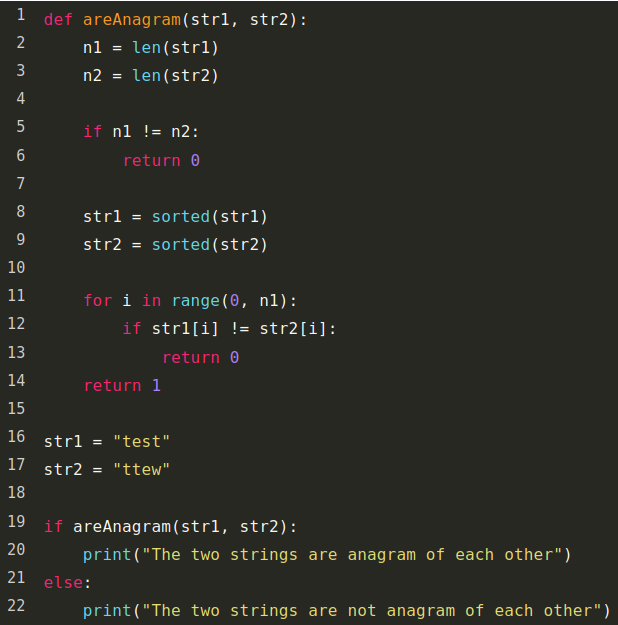 1 def areAnagram(str1, str2):
2     n1 = len(str1)
3     n2 = len(str2)
4
5     if n1 != n2:
6         return 0
7
8     str1 = sorted(str1)
9     str2 = sorted(str2)
10
11     for i in range(0, n1):
12         if str1[i] != str2[i]:
13             return 0
14     return 1
15
16 str1 = "test"
17 str2 = "ttew"
18
19 if areAnagram(str1, str2):
20     print("The two strings are anagram of each other")
21 else:
22     print("The two strings are not anagram of each other")